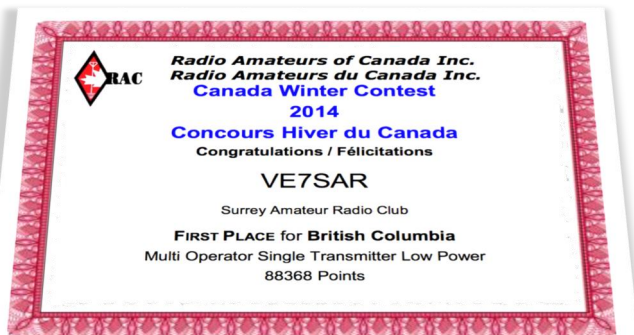 RAC
Radio Amateurs of Canada Inc.
Radio Amateurs du Canada Inc.
Canada Winter Contest
2014
Concours Hiver du Canada
Congratulations / Félicitations
VE7SAR
Surrey Amateur Radio Club
FIRST PLACE for British Columbia
Multi Operator Single Transmitter Low Power
88368 Points